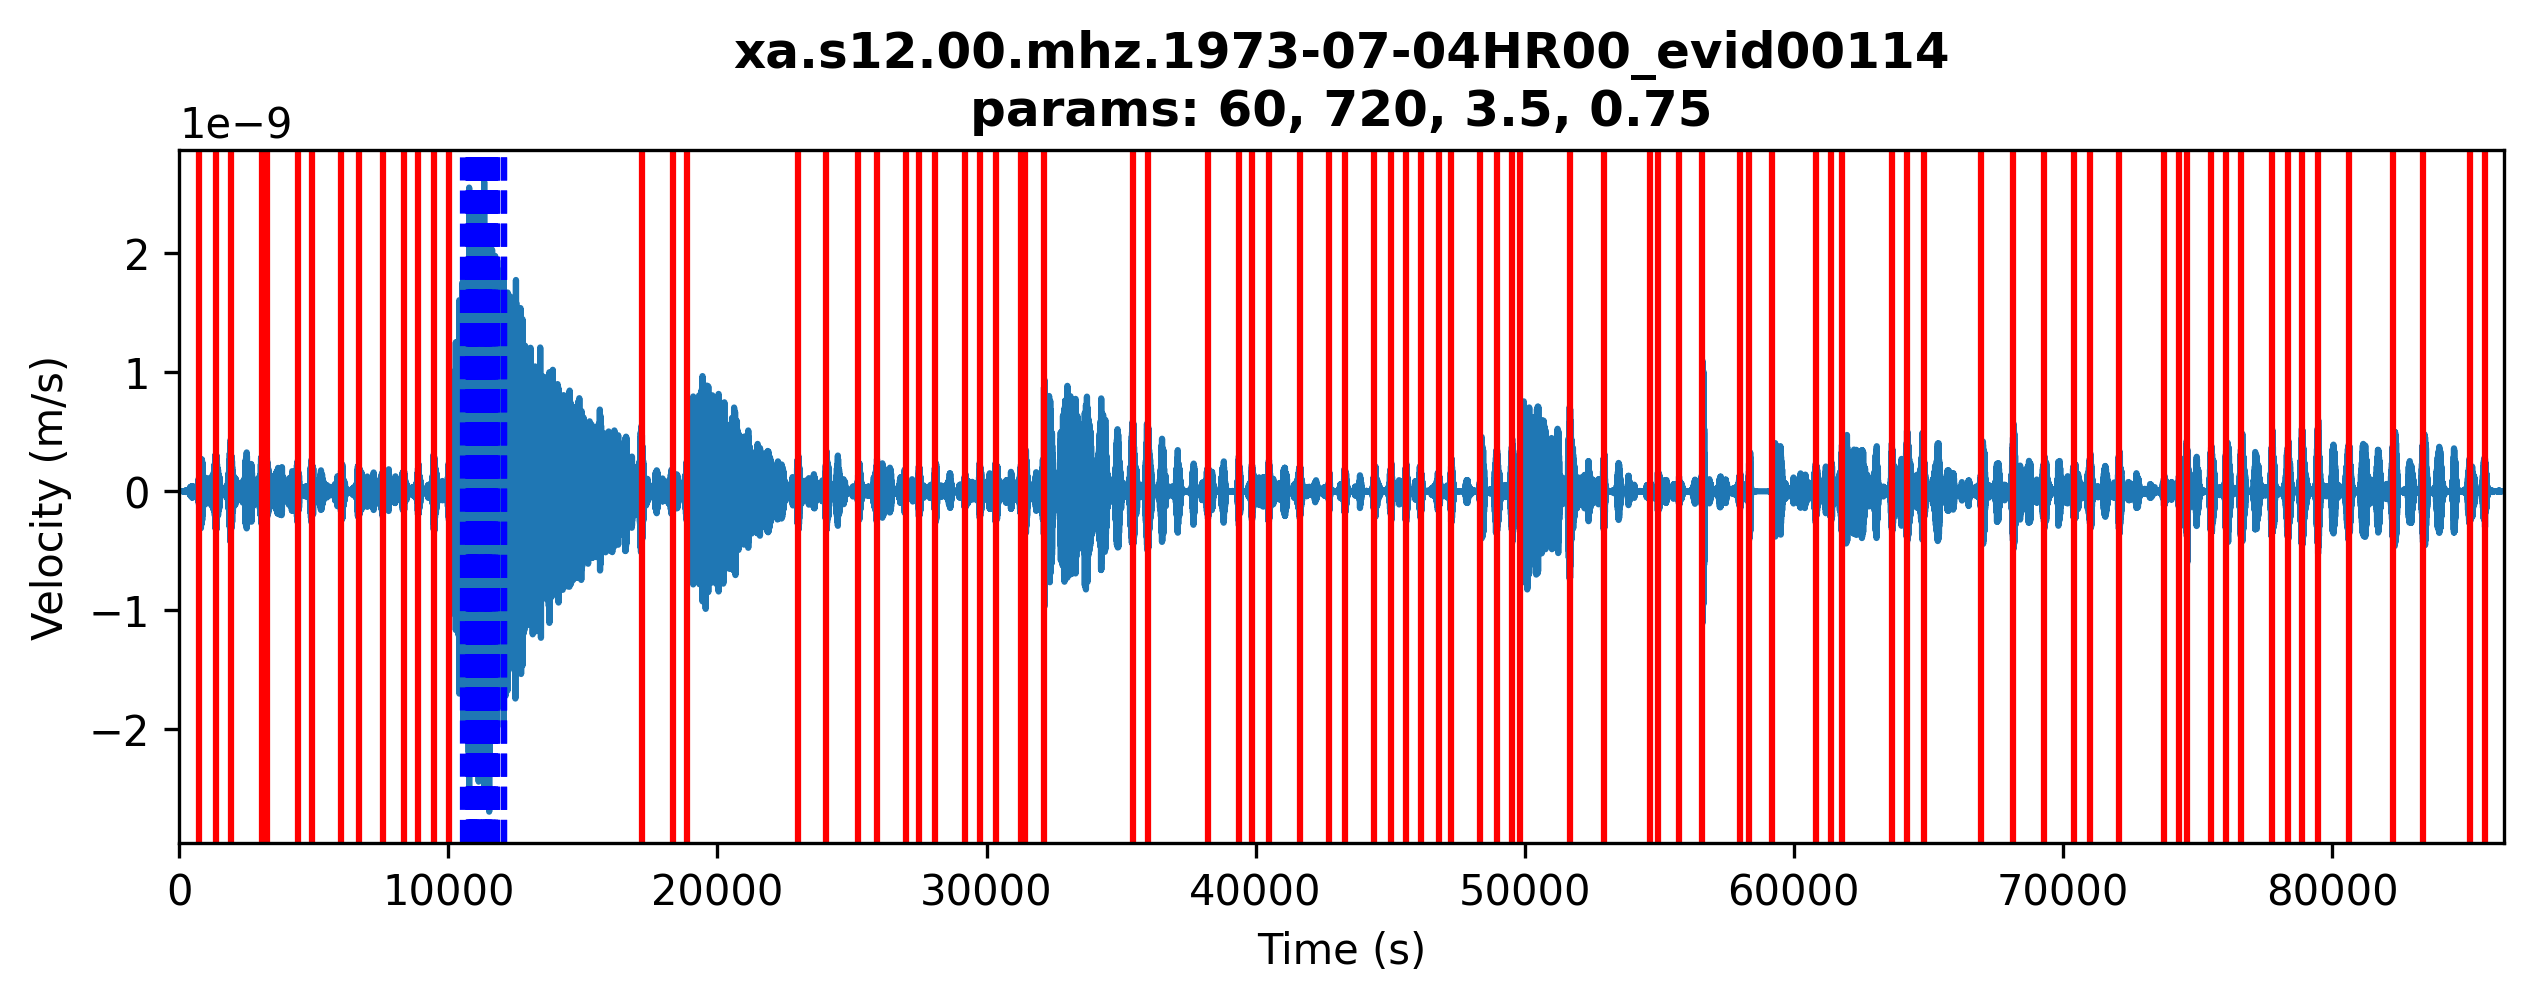 xa.s12.00.mhz.1973-07-04HR00_evid00114
params: 60, 720, 3.5, 0.75
1e−9
2
1
0
−1
−2
Velocity (m/s)
0 10000 20000 30000 40000 50000 60000 70000 80000
Time (s)